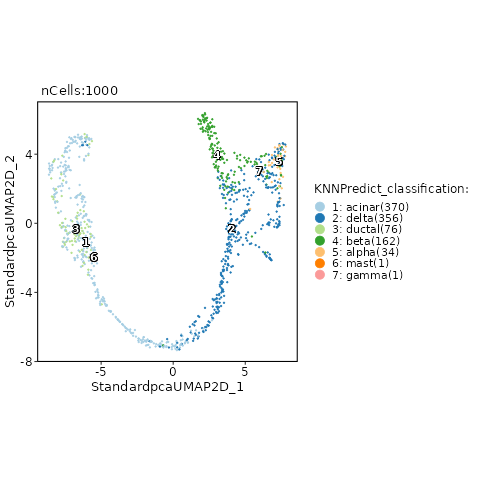 nCells:1000
StandardpcaUMAP2D_2
4
0
-4
-8
4
5
7
2
3
1
6
-5
0
5
StandardpcaUMAP2D_1
KNNPredict_classification:
1: acinar(370)
2: delta(356)
3: ductal(76)
4: beta(162)
5: alpha(34)
6: mast(1)
7: gamma(1)